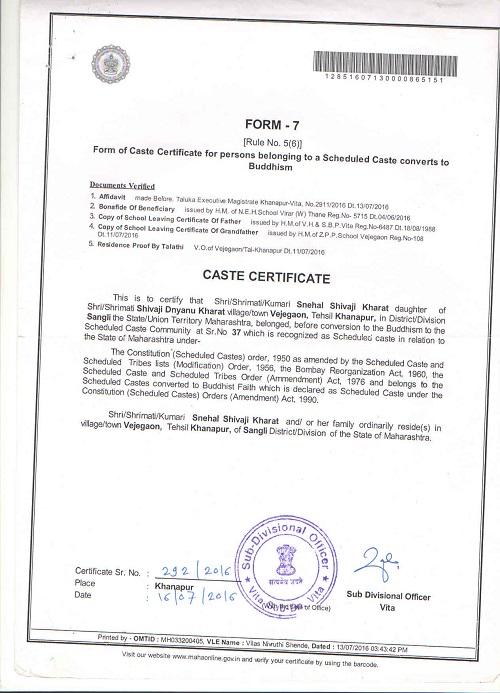 12851607130000865151
FORM - 7
[Rule No. 5(6)]
Form of Caste Certificate for persons belonging to a Scheduled Caste converts to
Buddhism
Documents Verified
1. Affidavit made Before, Taluka Executive Magistrate Khanapur-Vita, No.2911/2016 Dt.13/07/2016
2. Bonafide Of Beneficiary issued by H.M. of N.E.H.School Virar (W) Thane Reg.No- 5715 Dt.04/06/2016
3. Copy of School Leaving Certificate Of Father issued by H.M.of V.H.& S.B.P.Vite Reg.No-6487 Dt.18/08/1988
4. Copy of School Leaving Certificate Of Grandfather issued by H.M.of Z.P.P.School Vejegaon Reg.No-108
Dt.11/07/2016
5. Residence Proof By Talathi V.O.of Vejegaon/Tal-Khanapur Dt.11/07/2016
CASTE CERTIFICATE
This is to certify that Shri/Shrimati/Kumari Snehal Shivaji Kharat daughter of
Shri/Shrimati Shivaji Dnyanu Kharat village/town Vejegaon, Tehsil Khanapur, in District/Division
Sangli the State/Union Territory Maharashtra, belonged, before conversion to the Buddhism to the
Scheduled Caste Community at Sr.No 37 which is recognized as Scheduled caste in relation to
the State of Maharashtra under-
The Constitution (Scheduled Castes) order, 1950 as amended by the Scheduled Caste and
Scheduled Tribes lists (Modification) Order, 1956, the Bombay Reorganization Act, 1960, the
Scheduled Caste and Scheduled Tribes Order (Ammendment) Act, 1976 and belongs to the
Scheduled Castes converted to Buddhist Faith which is declared as Scheduled Caste under the
Constitution (Scheduled Castes) Orders (Amendment) Act, 1990.
Shri/Shrimati/Kumari Snehal Shivaji Kharat and/ or her family ordinarily reside(s) in
village/town Vejegaon, Tehsil Khanapur, of Sangli District/Division of the State of Maharashtra.
Sub-Divisional Officer
सत्यमेव जयते
Vita
Certificate Sr. No. : 292/2016
Place : Khanapur
Date : 16/07/2016
Sub Divisional Officer
Vita
Printed by - OMTID : MH033200405, VLE Name : Vilas Nivruthi Shende, Dated : 13/07/2016 03:43:42 PM
Visit our website www.mahaonline.gov.in and verify your certificate by using the barcode.